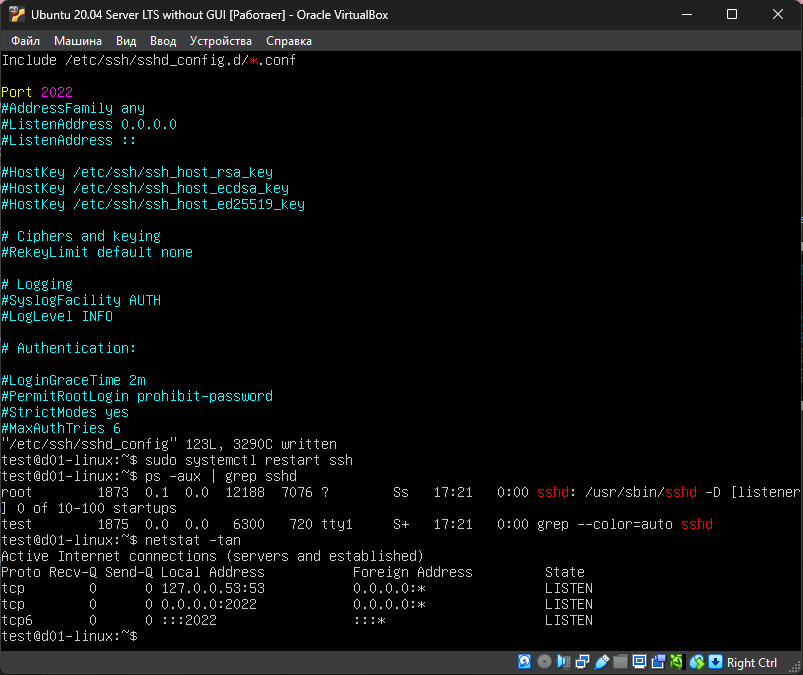 Ubuntu 20.04 Server LTS without GUI [Работает] - Oracle VirtualBox
Файл Машина Вид Ввод Устройства Справка
Include /etc/ssh/sshd_config.d/*.conf
Port 2022
#AddressFamily any
#ListenAddress 0.0.0.0
#ListenAddress ::
#HostKey /etc/ssh/ssh_host_rsa_key
#HostKey /etc/ssh/ssh_host_ecdsa_key
#HostKey /etc/ssh/ssh_host_ed25519_key
# Ciphers and keying
#RekeyLimit default none
# Logging
#SyslogFacility AUTH
#LogLevel INFO
# Authentication:
#LoginGraceTime 2m
#PermitRootLogin prohibit-password
#StrictModes yes
#MaxAuthTries 6
"/etc/ssh/sshd_config" 123L, 3290C written
test@d01-linux:~$ sudo systemctl restart ssh
test@d01-linux:~$ ps -aux | grep sshd
root        1873  0.1  0.0  12188  7076 ?        Ss   17:21   0:00 sshd: /usr/sbin/sshd -D [listener
] 0 of 10-100 startups
test        1875  0.0  0.0   6300   720 tty1     S+   17:21   0:00 grep --color=auto sshd
test@d01-linux:~$ netstat -tan
Active Internet connections (servers and established)
Proto Recv-Q Send-Q Local Address           Foreign Address         State
tcp        0      0 127.0.0.53:53           0.0.0.0:*               LISTEN
tcp        0      0 0.0.0.0:2022            0.0.0.0:*               LISTEN
tcp6       0      0 :::2022                 :::*                    LISTEN
test@d01-linux:~$
Right Ctrl